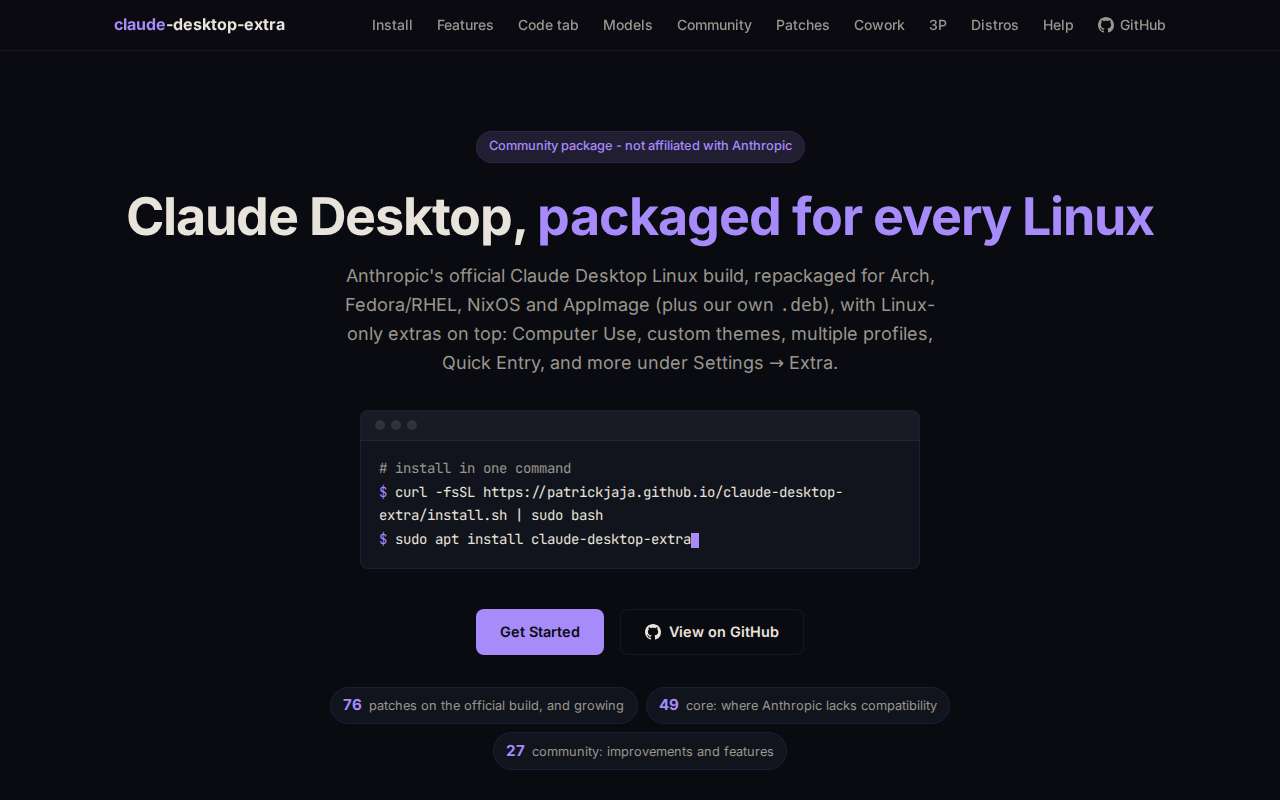 claude-desktop-extra
Install Features Code tab Models Community Patches Cowork 3P Distros Help GitHub
Community package - not affiliated with Anthropic
Claude Desktop, packaged for every Linux
Anthropic's official Claude Desktop Linux build, repackaged for Arch,
Fedora/RHEL, NixOS and AppImage (plus our own .deb), with Linux-
only extras on top: Computer Use, custom themes, multiple profiles,
Quick Entry, and more under Settings → Extra.
# install in one command
$ curl -fsSL https://patrickjaja.github.io/claude-desktop-
extra/install.sh | sudo bash
$ sudo apt install claude-desktop-extra
Get Started
View on GitHub
76 patches on the official build, and growing
49 core: where Anthropic lacks compatibility
27 community: improvements and features